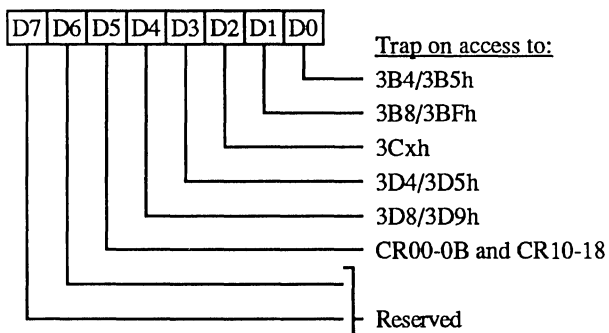 D7 D6 D5 D4 D3 D2 D1 D0
Trap on access to:
3B4/3B5h
3B8/3BFh
3Cxh
3D4/3D5h
3D8/3D9h
CR00-0B and CR10-18
Reserved